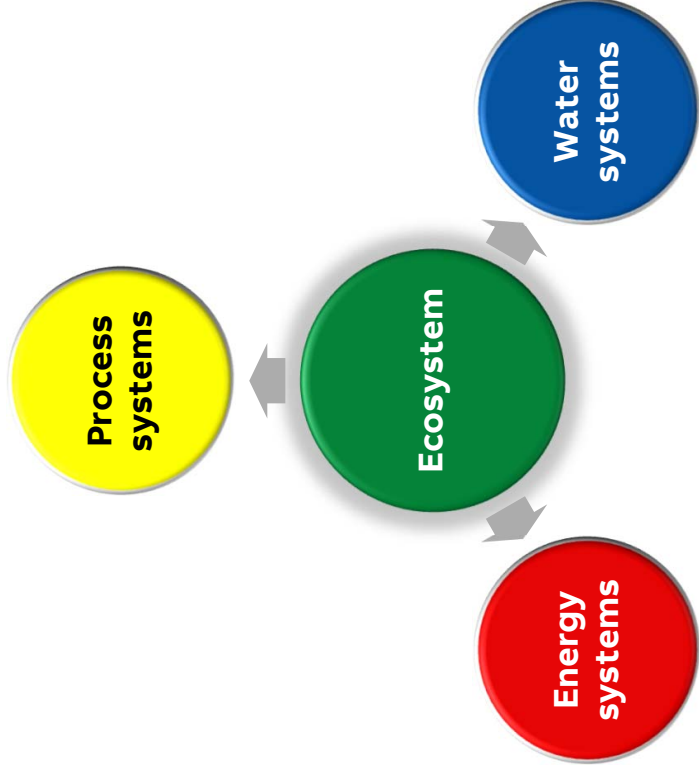 Process
systems
Ecosystem
Energy
systems
Water
systems